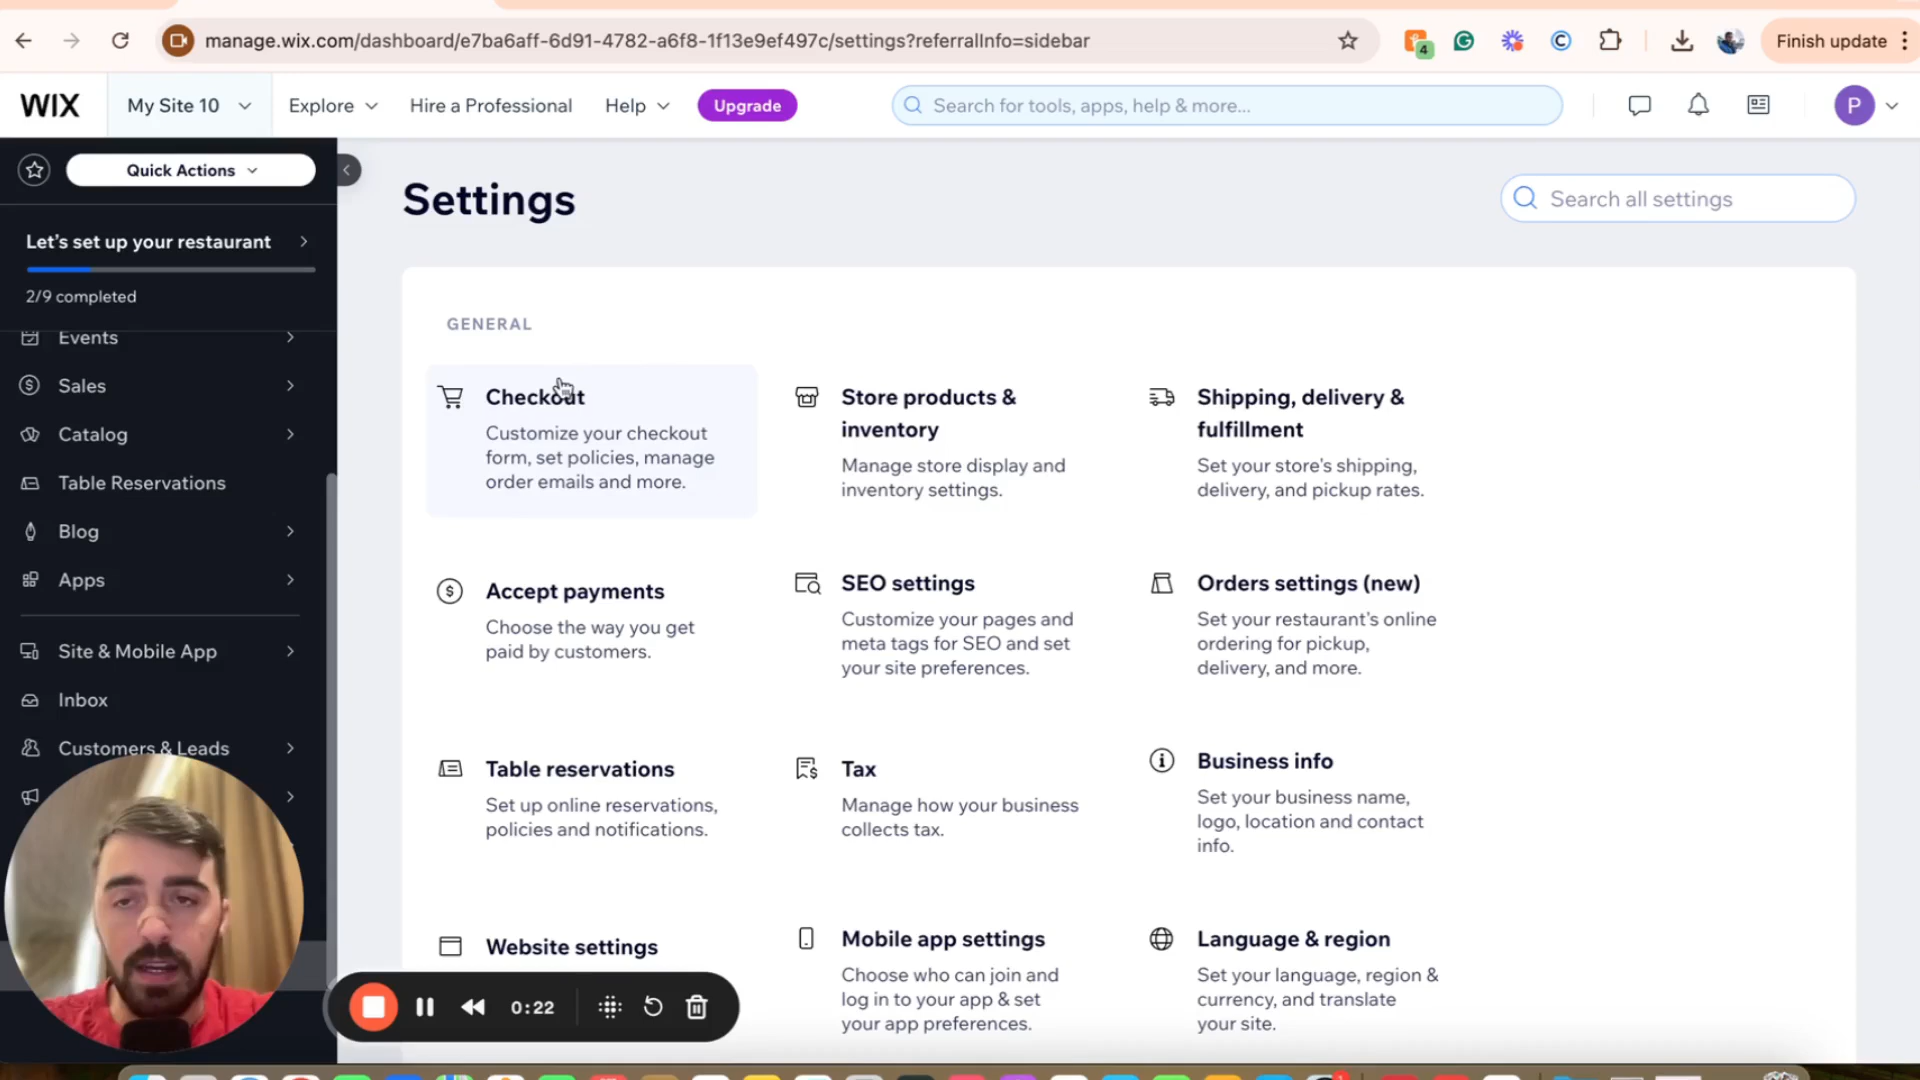 manage.wix.com/dashboard/e7ba6aff-6d91-4782-a6f8-1f13e9ef497c/settings?referralInfo=sidebar
4
Finish update
WIX
My Site 10
Explore
Hire a Professional
Help
Upgrade
Search for tools, apps, help & more...
P
Quick Actions
Let's set up your restaurant
2/9 completed
Events
Sales
Catalog
Table Reservations
Blog
Apps
Site & Mobile App
Inbox
Customers & Leads
Settings
Search all settings
GENERAL
Checkout
Customize your checkout
form, set policies, manage
order emails and more.
Store products &
inventory
Manage store display and
inventory settings.
Shipping, delivery &
fulfillment
Set your store's shipping,
delivery, and pickup rates.
Accept payments
Choose the way you get
paid by customers.
SEO settings
Customize your pages and
meta tags for SEO and set
your site preferences.
Orders settings (new)
Set your restaurant's online
ordering for pickup,
delivery, and more.
Table reservations
Set up online reservations,
policies and notifications.
Tax
Manage how your business
collects tax.
Business info
Set your business name,
logo, location and contact
info.
Website settings
Mobile app settings
Choose who can join and
log in to your app & set
your app preferences.
Language & region
Set your language, region &
currency, and translate
your site.
0:22